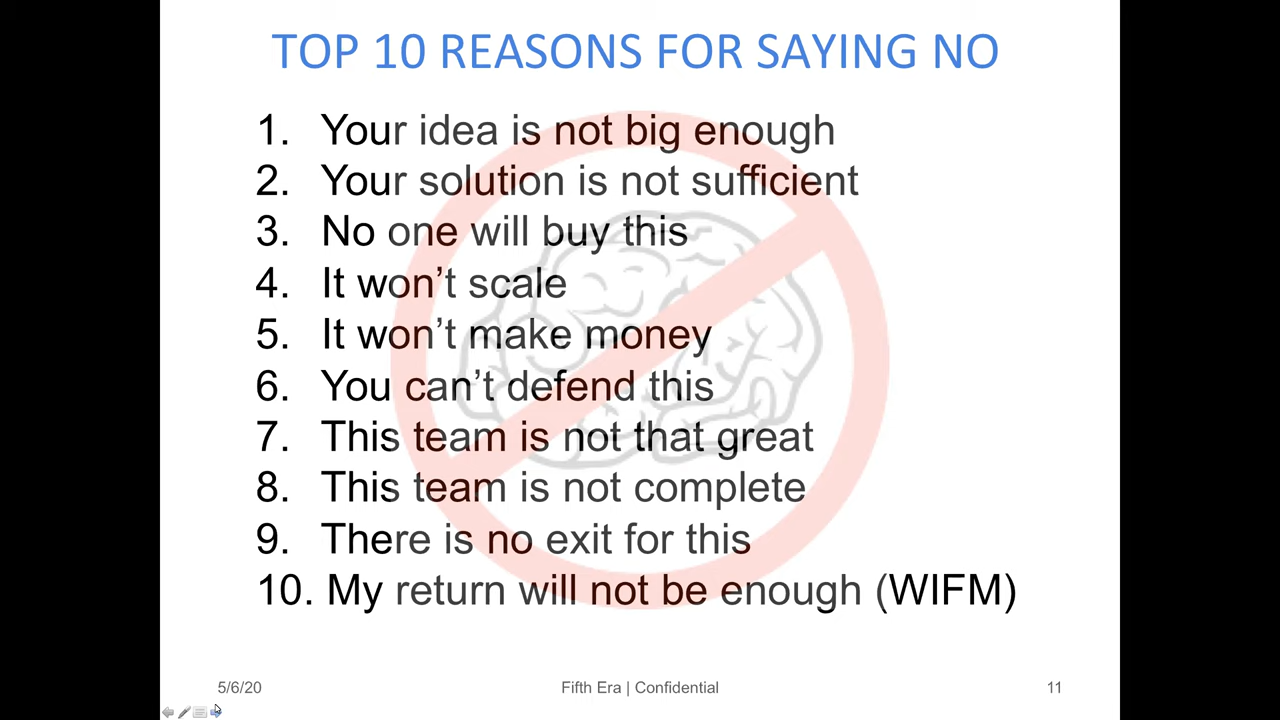 TOP 10 REASONS FOR SAYING NO
1. Your idea is not big enough
2. Your solution is not sufficient
3. No one will buy this
4. It won’t scale
5. It won’t make money
6. You can’t defend this
7. This team is not that great
8. This team is not complete
9. There is no exit for this
10. My return will not be enough (WIFM)
5/6/20 Fifth Era | Confidential 11